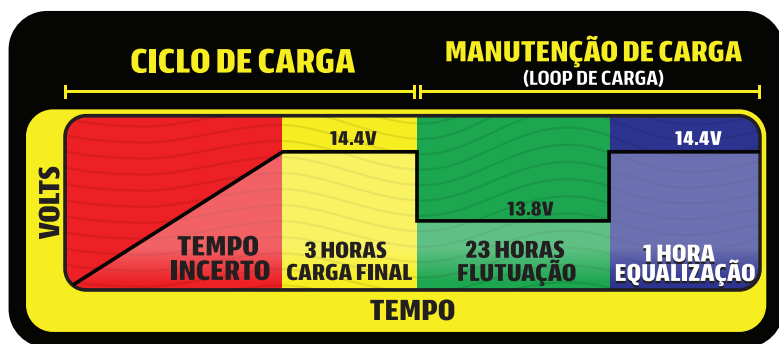 CICLO DE CARGA
MANUTENÇÃO DE CARGA
(LOOP DE CARGA)
VOLTS
14.4V
13.8V
14.4V
TEMPO
INCERTO
3 HORAS
CARGA FINAL
23 HORAS
FLUTUAÇÃO
1 HORA
EQUALIZAÇÃO
TEMPO